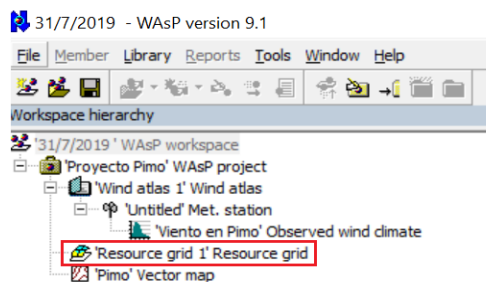 31/7/2019 - WAsP version 9.1
File Member Library Reports Tools Window Help
Workspace hierarchy
'31/7/2019 ' WAsP workspace
'Proyecto Pimo' WAsP project
'Wind atlas 1' Wind atlas
'Untitled' Met. station
'Viento en Pimo' Observed wind climate
'Resource grid 1' Resource grid
'Pimo' Vector map